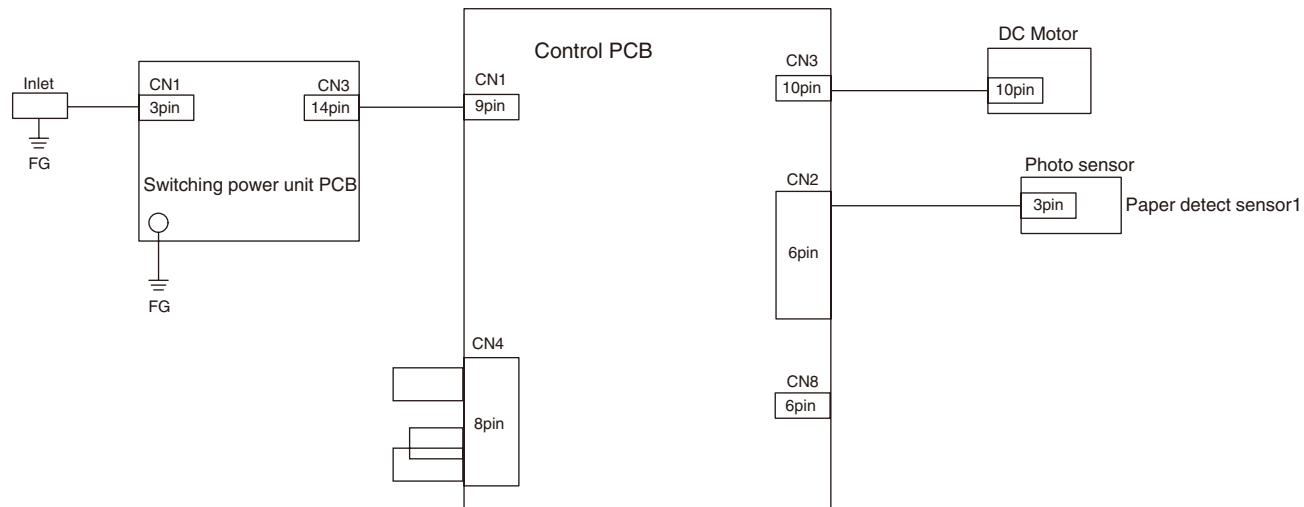 Inlet
FG
CN1
3pin
CN3
14pin
Switching power unit PCB
FG
Control PCB
CN1
9pin
CN4
8pin
CN3
10pin
CN2
6pin
CN8
6pin
DC Motor
10pin
Photo sensor
3pin
Paper detect sensor1